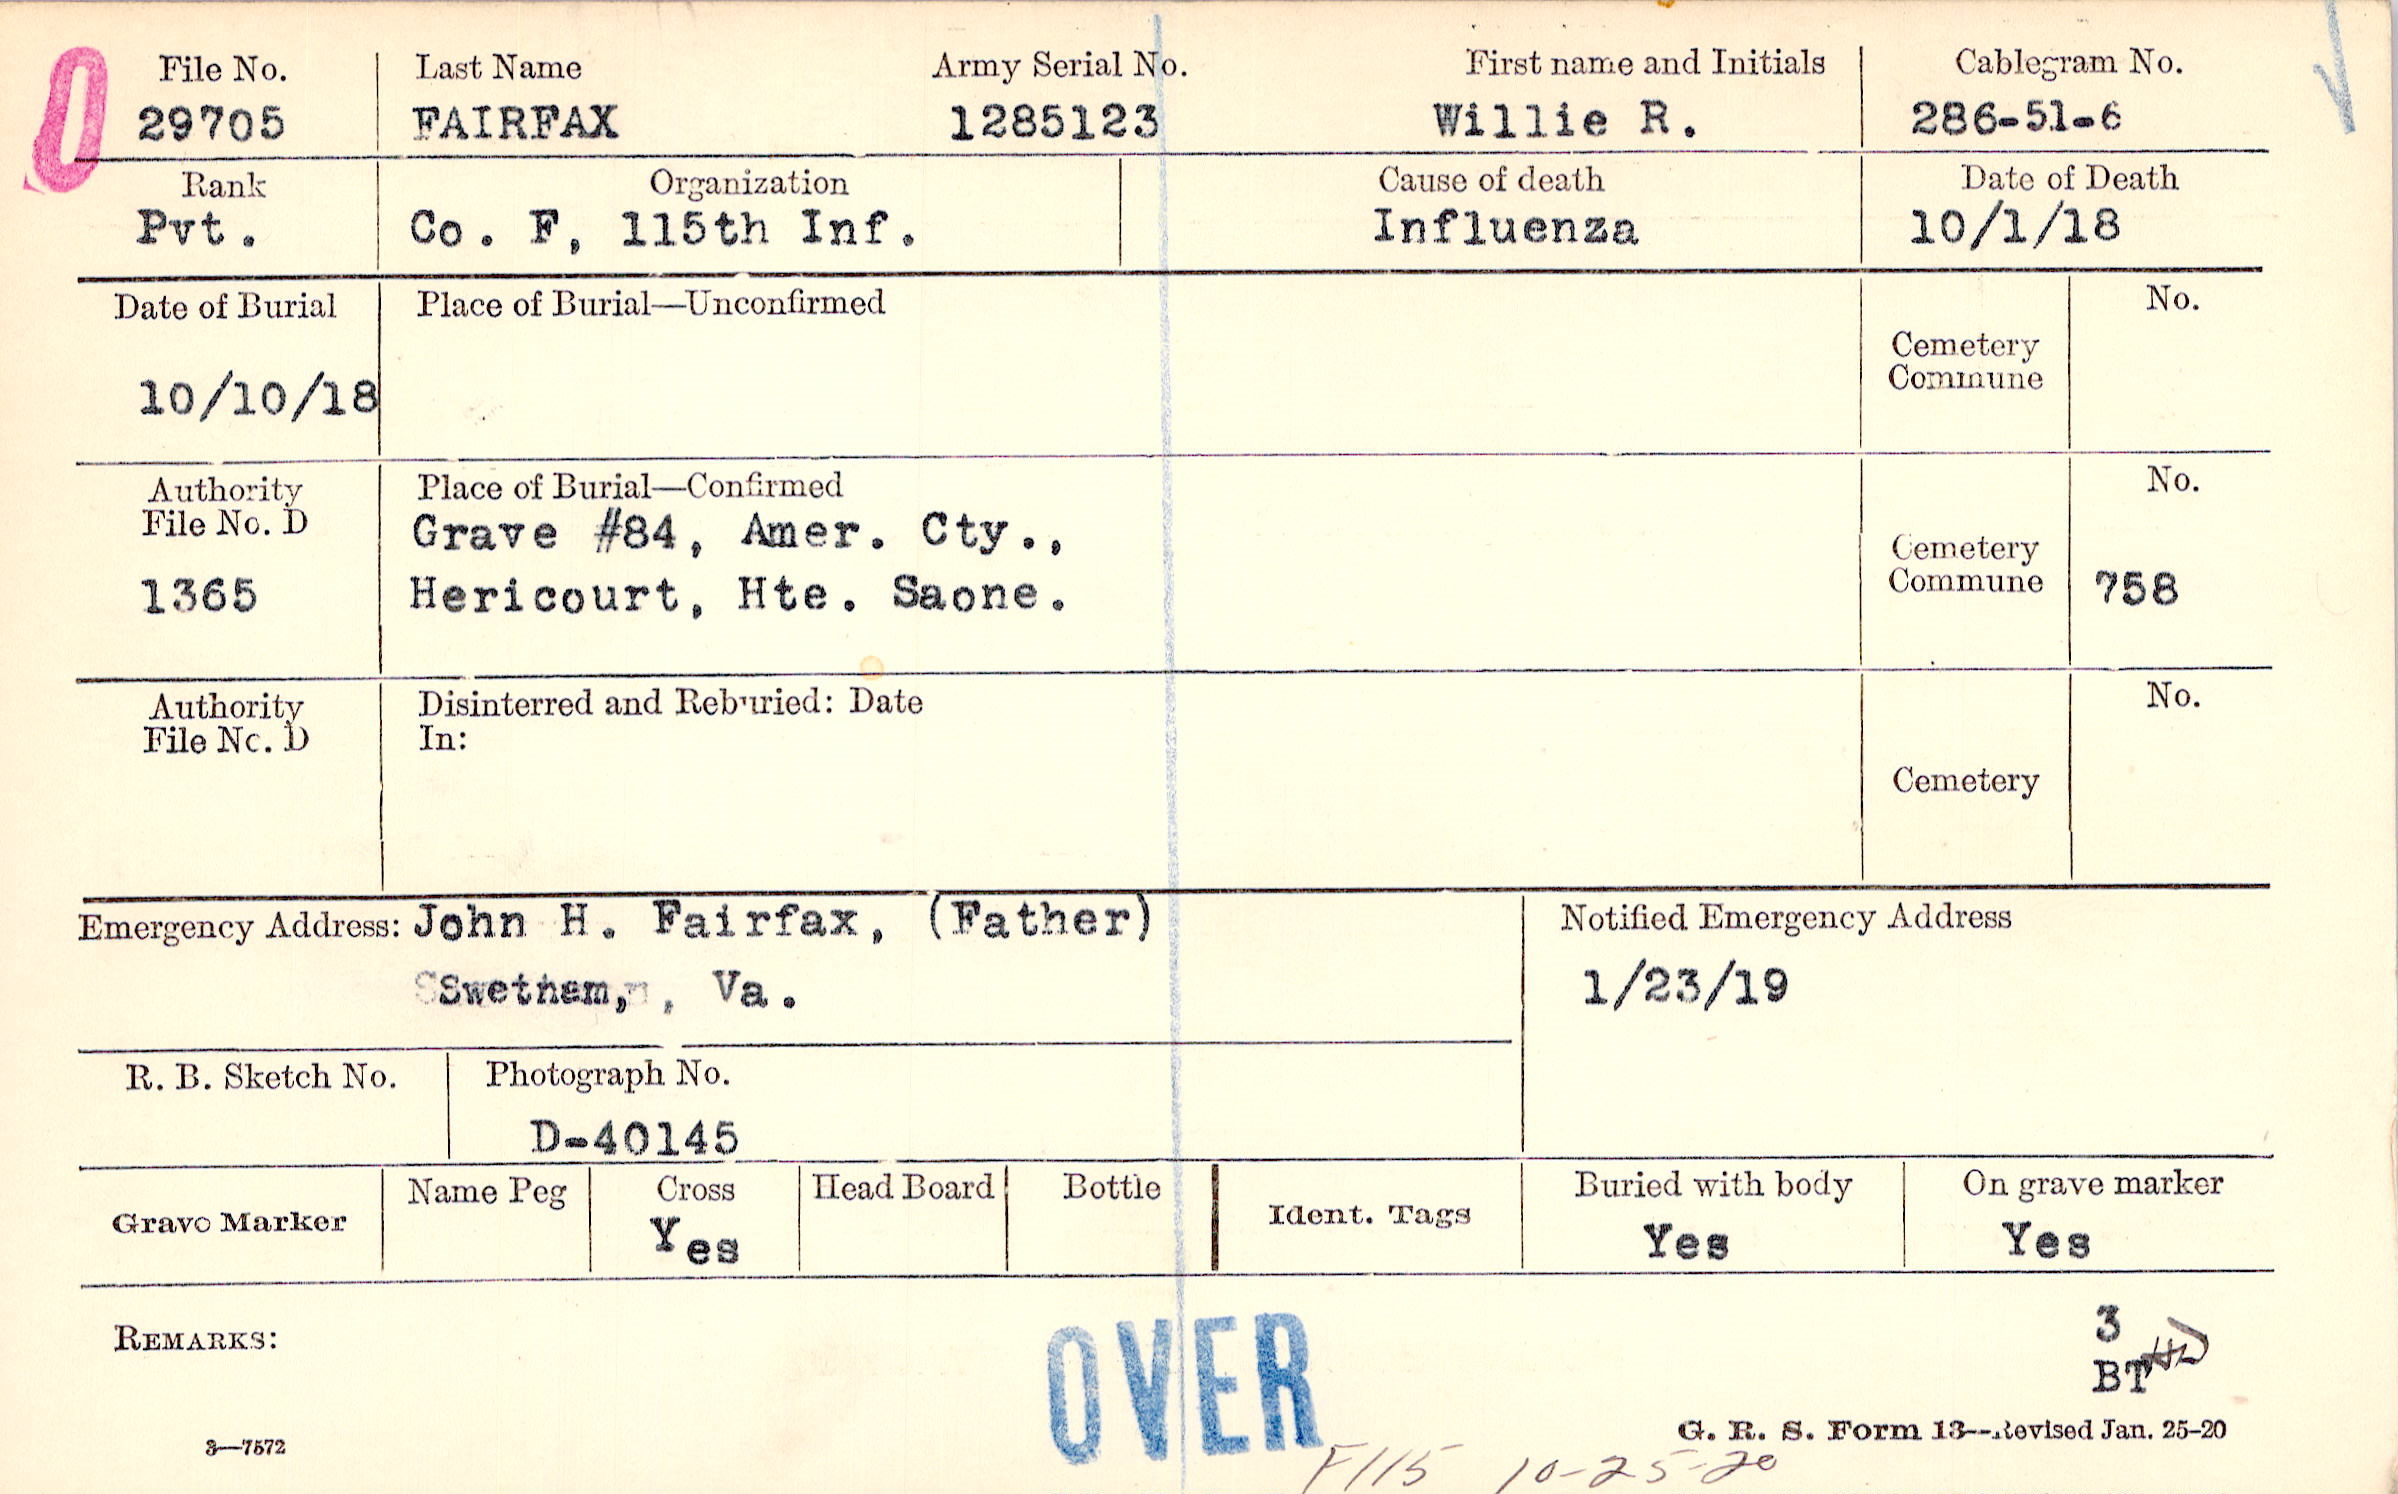 0
File No. Last Name Army Serial No. First name and Initials Cablegram No.
29705 FAIRFAX 1285123 Willie R. 286-51-6
Rank Organization Cause of death Date of Death
Pvt. Co. F, 115th Inf. Influenza 10/1/18
Date of Burial Place of Burial—Unconfirmed No.
Cemetery
Commune
10/10/18
Authority Place of Burial—Confirmed No.
File No. D Grave #84, Amer. Cty.,
Cemetery
1365 Hericourt, Hte. Saone. Commune 758
Authority Disinterred and Reburied: Date No.
File No. D In:
Cemetery
Emergency Address: John H. Fairfax, (Father) Notified Emergency Address
Swetham, , Va. 1/23/19
R. B. Sketch No. Photograph No.
D-40145
Grave Marker Name Peg Cross Head Board Bottle Ident. Tags Buried with body On grave marker
Yes Yes Yes
REMARKS: OVER 3
BT
G. R. S. Form 13—Revised Jan. 25-20
3—7572
F115 10-25-20